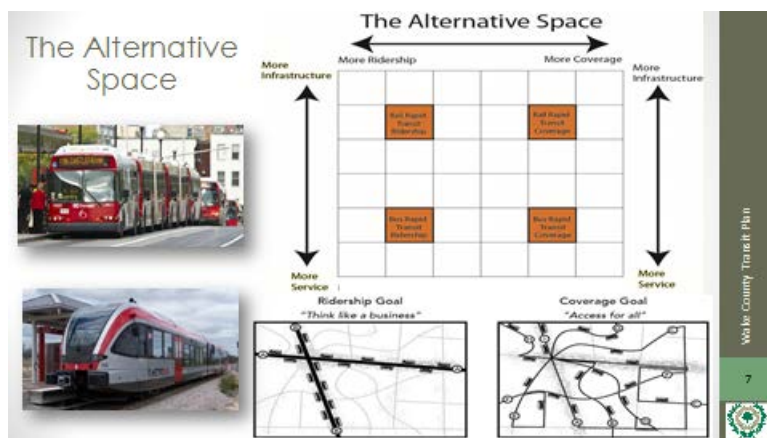 The Alternative
Space
The Alternative Space
More Ridership
More Coverage
More
Infrastructure
More
Infrastructure
Rail Rapid
Transit
Ridership
Rail Rapid
Transit
Coverage
Bus Rapid
Transit
Ridership
Bus Rapid
Transit
Coverage
More
Service
More
Service
Ridership Goal
"Think like a business"
Coverage Goal
"Access for all"
Wake County Transit Plan
7